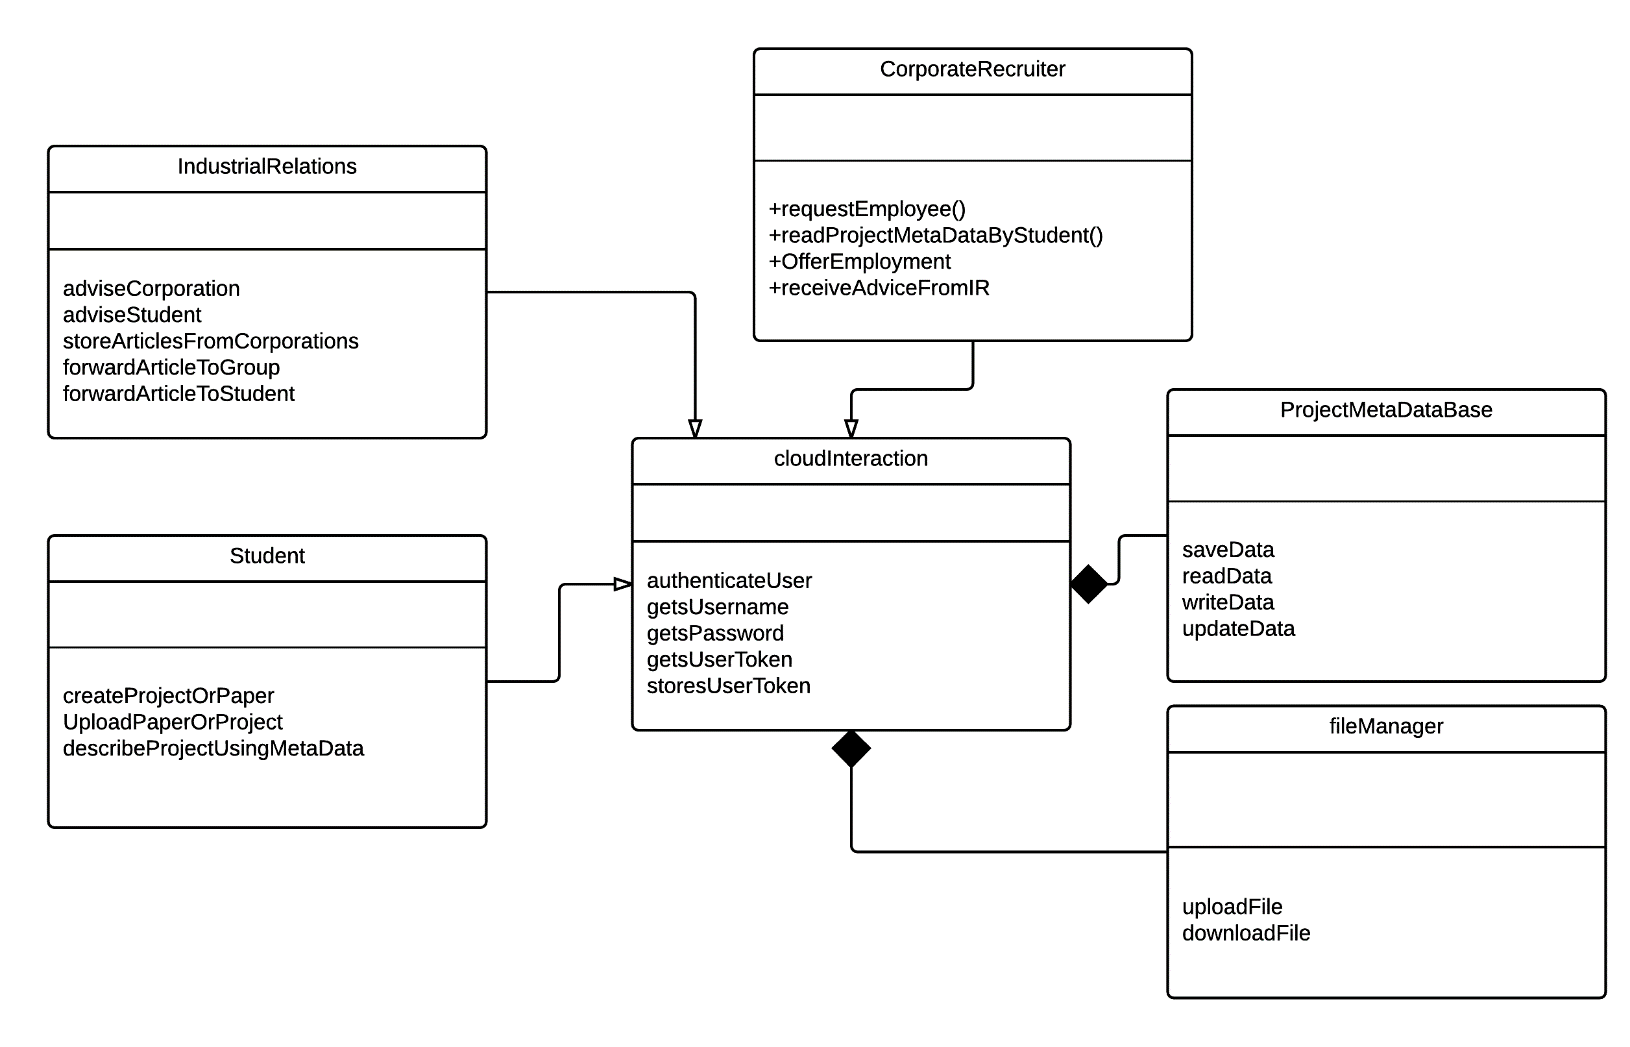 CorporateRecruiter
+requestEmployee()
+readProjectMetaDataByStudent()
+OfferEmployment
+receiveAdviceFromIR
IndustrialRelations
adviseCorporation
adviseStudent
storeArticlesFromCorporations
forwardArticleToGroup
forwardArticleToStudent
ProjectMetaDataBase
saveData
readData
writeData
updateData
cloudInteraction
authenticateUser
getsUsername
getsPassword
getsUserToken
storesUserToken
Student
createProjectOrPaper
UploadPaperOrProject
describeProjectUsingMetaData
fileManager
uploadFile
downloadFile